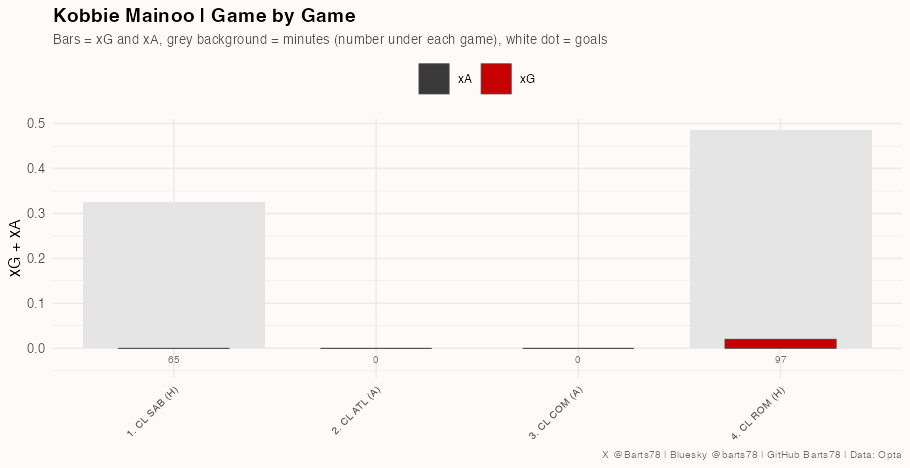 Kobbie Mainoo | Game by Game
Bars = xG and xA, grey background = minutes (number under each game), white dot = goals
xA xG
xG + xA
0.5
0.4
0.3
0.2
0.1
0.0
65 0 0 97
1. CL SAB (H) 2. CL ATL (A) 3. CL COM (A) 4. CL ROM (H)
X @Barts78 | Bluesky @barts78 | GitHub Barts78 | Data: Opta